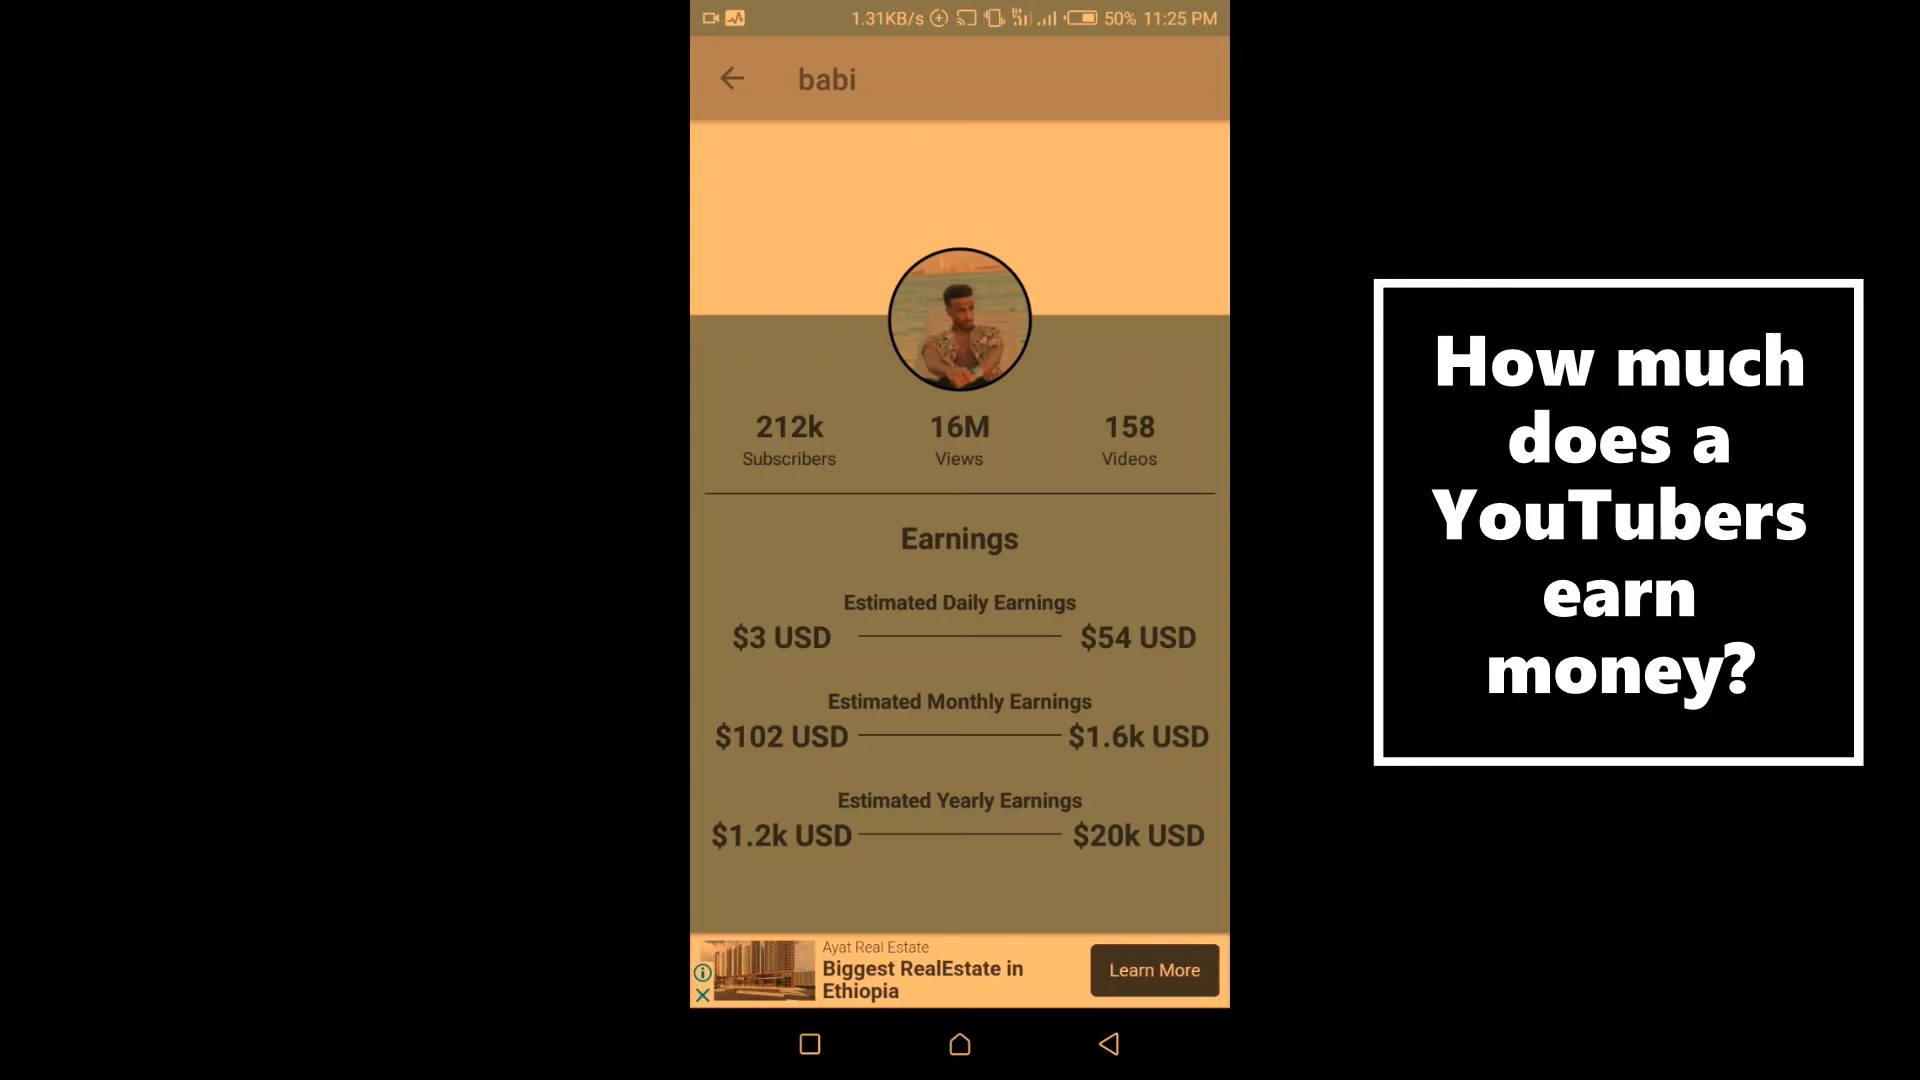 1.31KB/s 50% 11:25 PM
babi
212k 16M 158
Subscribers Views Videos
Earnings
Estimated Daily Earnings
$3 USD $54 USD
Estimated Monthly Earnings
$102 USD $1.6k USD
Estimated Yearly Earnings
$1.2k USD $20k USD
Ayat Real Estate
Biggest RealEstate in
Ethiopia
Learn More
How much
does a
YouTubers
earn
money?